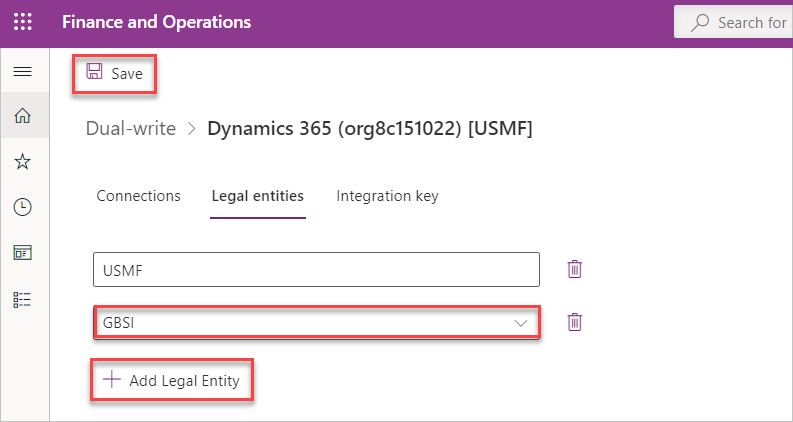 Finance and Operations
Search for a
Save
Dual-write > Dynamics 365 (org8c151022) [USMF]
Connections Legal entities Integration key
USMF
GBSI
+ Add Legal Entity